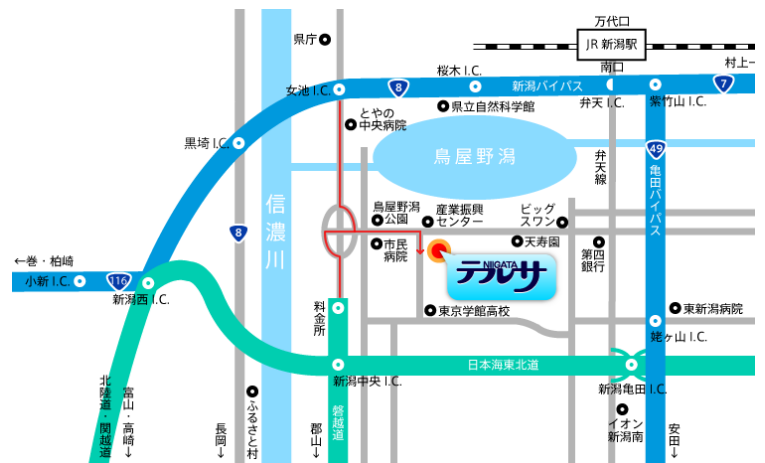 万代口
JR 新潟駅
南口
県庁
桜木 I.C.
村上→
女池 I.C.
8
新潟バイパス
7
県立自然科学館
弁天 I.C.
紫竹山 I.C.
とやの
中央病院
黒埼 I.C.
鳥屋野潟
弁天線
49
亀田バイパス
信濃川
8
鳥屋野潟
公園
産業振興
センター
ビッグ
スワン
市民
病院
天寿園
第四
銀行
←巻・柏崎
小新 I.C.
116
新潟西 I.C.
NIIGATA
テルサ
料金所
東京学館高校
東新潟病院
姥ヶ山 I.C.
新潟中央 I.C.
日本海東北道
新潟亀田 I.C.
北陸道・関越道
富山・高崎→
長岡→
ふるさと村
郡山→
磐越道
イオン
新潟南
安田→